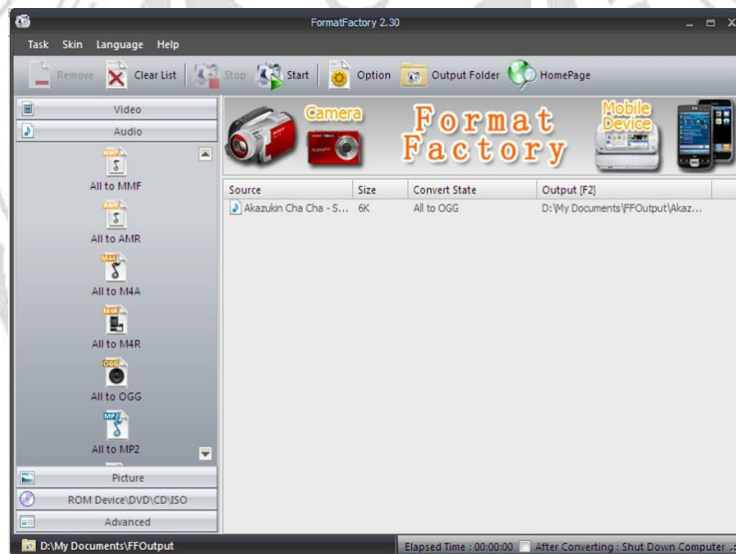 FormatFactory 2.30
Task Skin Language Help
Remove Clear List Stop Start Option Output Folder HomePage
Video
Audio
All to MMF
All to AMR
All to M4A
All to M4R
All to OGG
All to MP2
Picture
ROM Device\DVD\CD\ISO
Advanced
Camera
Format Factory
Mobile Device
Source Size Convert State Output [F2]
Akazukin Cha Cha - S... 6K All to OGG D:\My Documents\FFOutput\Akaz...
D:\My Documents\FFOutput
Elapsed Time : 00:00:00 After Converting : Shut Down Computer